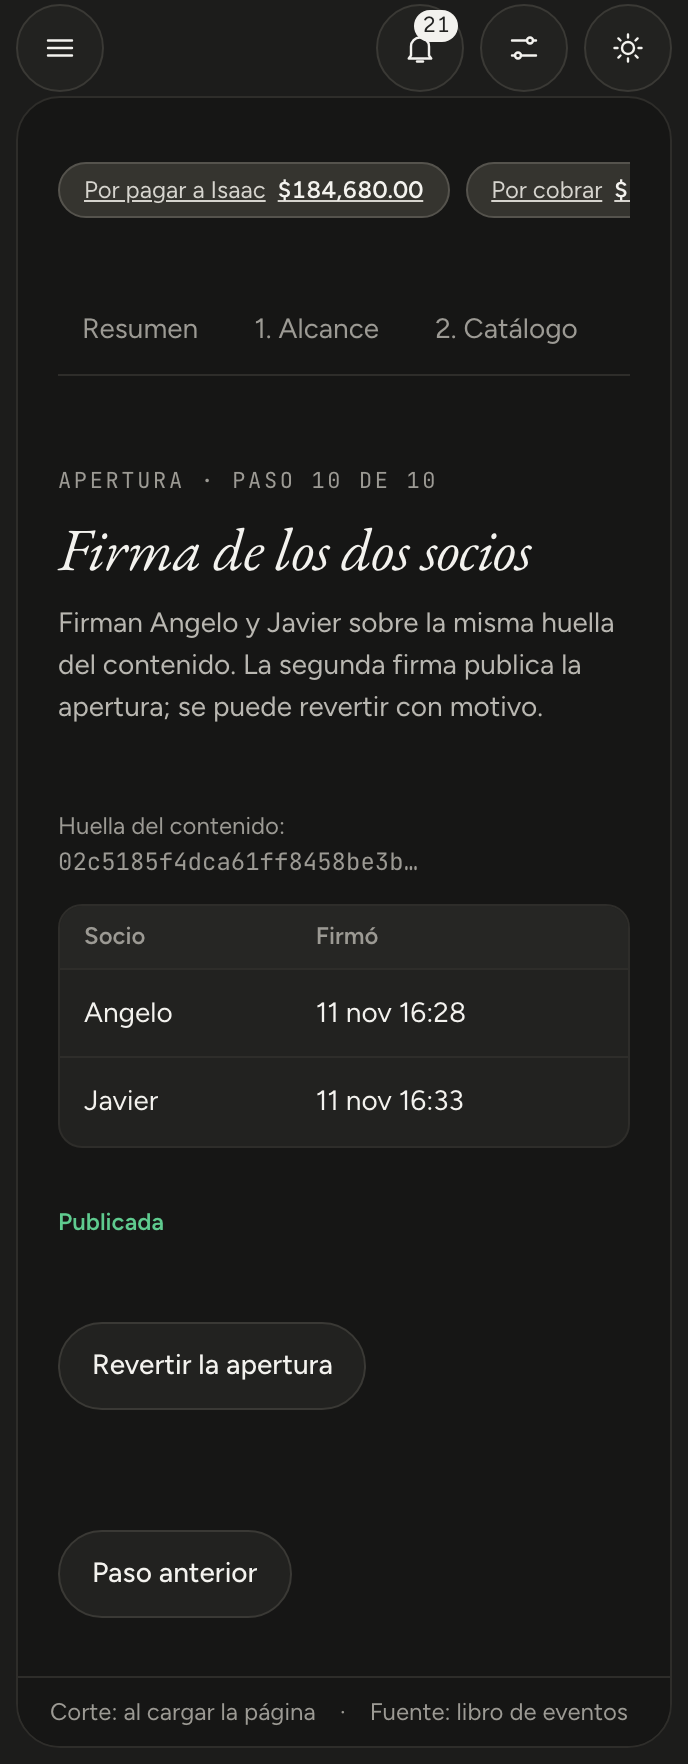 21
Por pagar a Isaac $184,680.00 Por cobrar $
Resumen 1. Alcance 2. Catálogo
APERTURA · PASO 10 DE 10
Firma de los dos socios
Firman Angelo y Javier sobre la misma huella
del contenido. La segunda firma publica la
apertura; se puede revertir con motivo.
Huella del contenido:
02c5185f4dca61ff8458be3b…
Socio Firmó
Angelo 11 nov 16:28
Javier 11 nov 16:33
Publicada
Revertir la apertura
Paso anterior
Corte: al cargar la página · Fuente: libro de eventos